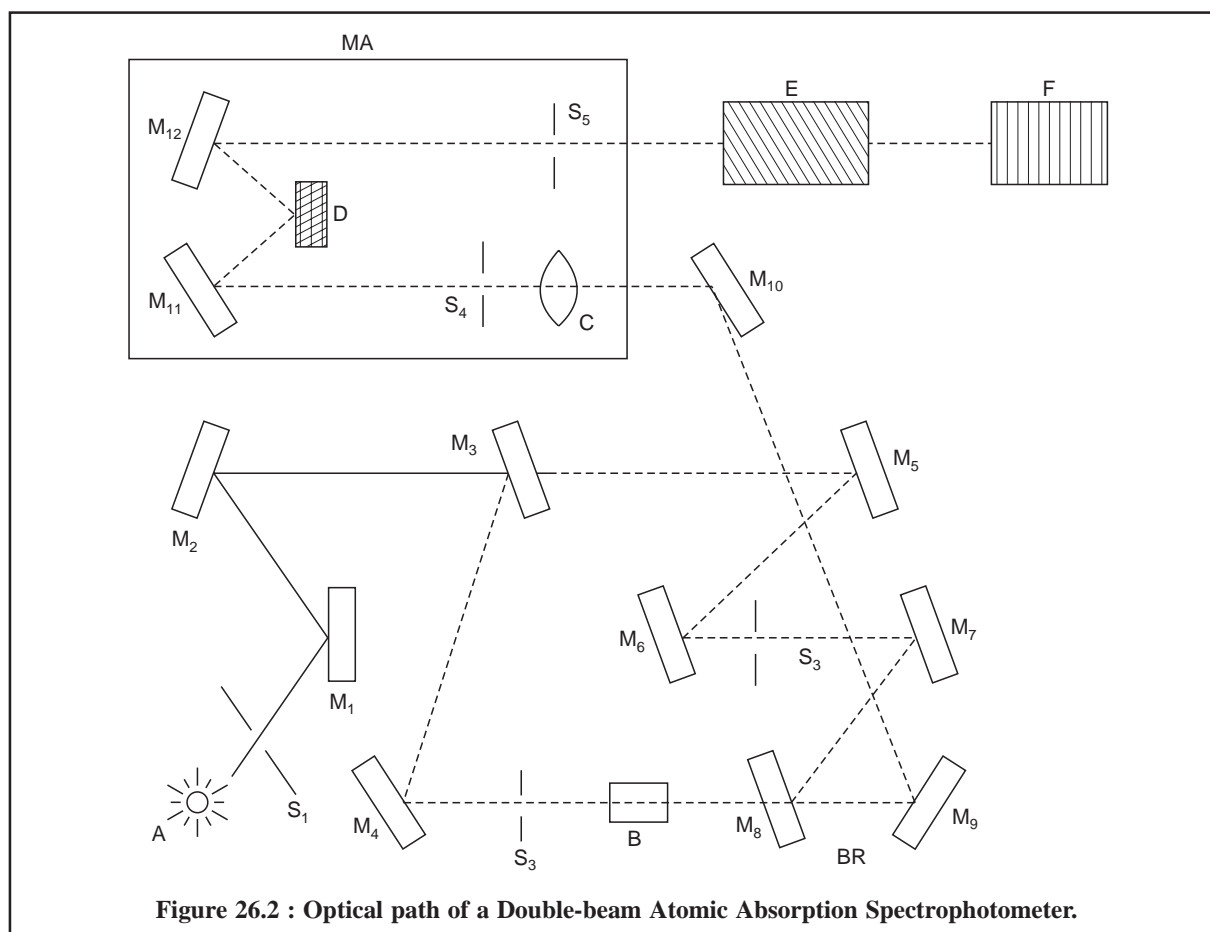 MA
E
F
S5
M12
D
M11
S4
C
M10
M3
M5
M2
M6
S3
M7
M1
A
S1
M4
S3
B
M8
BR
M9
Figure 26.2 : Optical path of a Double-beam Atomic Absorption Spectrophotometer.